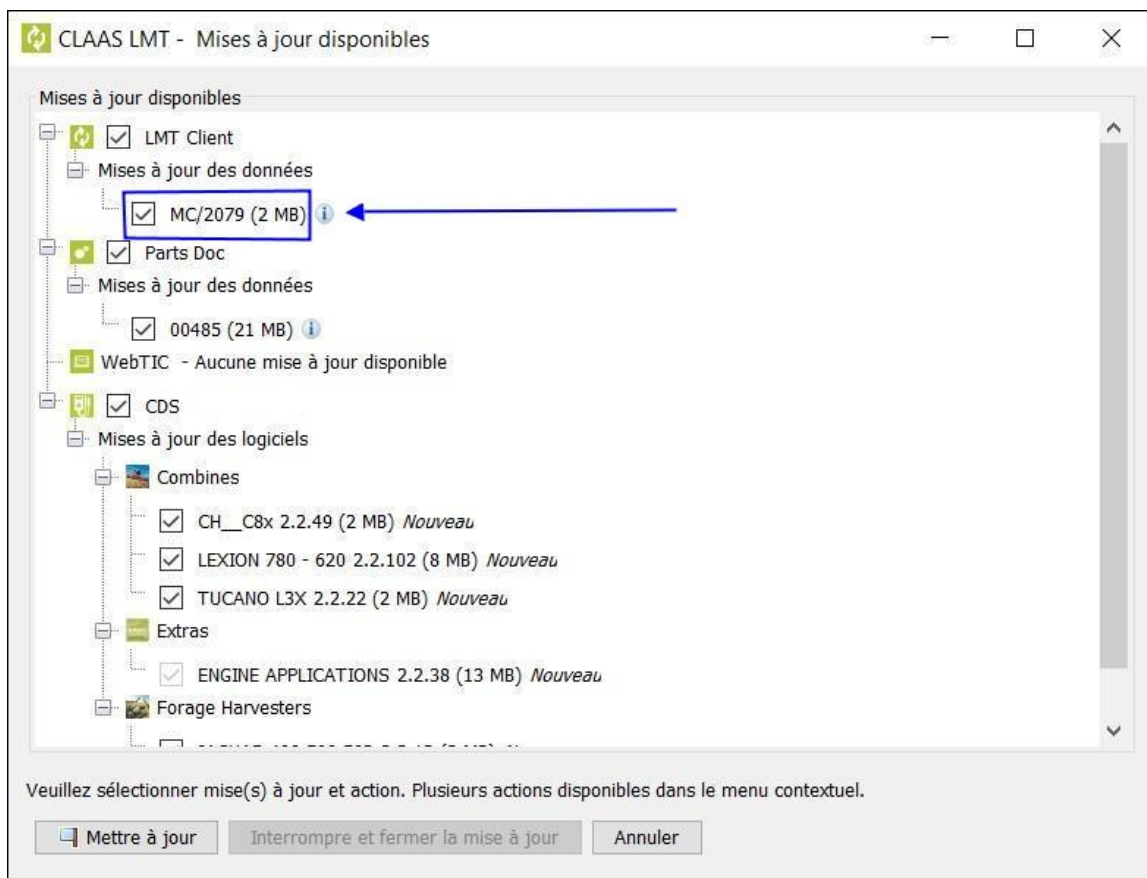 CLAAS LMT - Mises à jour disponibles
Mises à jour disponibles
LMT Client
Mises à jour des données
MC/2079 (2 MB)
Parts Doc
Mises à jour des données
00485 (21 MB)
WebTIC - Aucune mise à jour disponible
CDS
Mises à jour des logiciels
Combines
CH__C8x 2.2.49 (2 MB) Nouveau
LEXION 780 - 620 2.2.102 (8 MB) Nouveau
TUCANO L3X 2.2.22 (2 MB) Nouveau
Extras
ENGINE APPLICATIONS 2.2.38 (13 MB) Nouveau
Forage Harvesters
Veuillez sélectionner mise(s) à jour et action. Plusieurs actions disponibles dans le menu contextuel.
Mettre à jour Interrompre et fermer la mise à jour Annuler